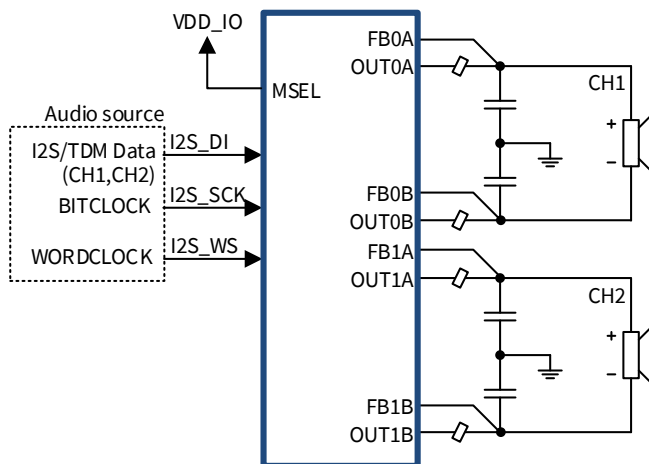 VDD_IO
MSEL
Audio source
I2S/TDM Data
(CH1,CH2)
BITCLOCK
WORDCLOCK
I2S_DI
I2S_SCK
I2S_WS
FB0A
OUT0A
FB0B
OUT0B
FB1A
OUT1A
FB1B
OUT1B
CH1
+
–
CH2
+
–